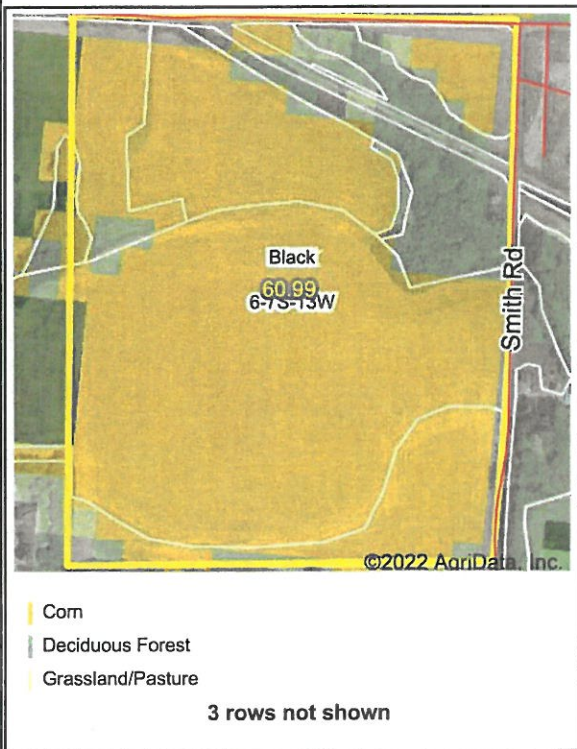 Black
60.99
6-7S-13W
Smith Rd
©2022 AgriData, Inc.
Corn
Deciduous Forest
Grassland/Pasture
3 rows not shown